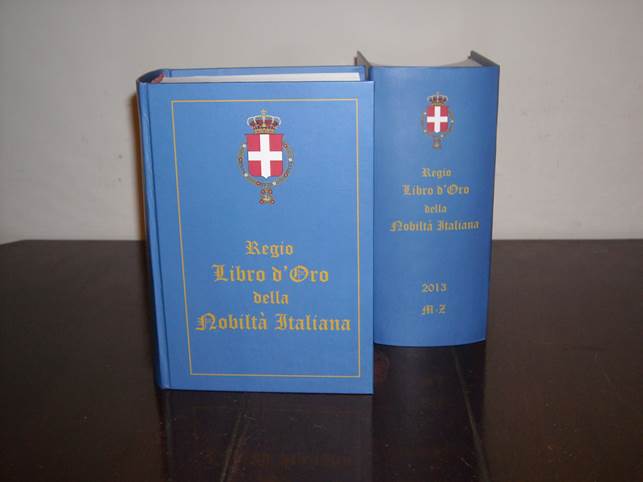 Regio
Libro d'Oro
della
Nobiltà Italiana
Regio
Libro d'Oro
della
Nobiltà Italiana
2013
M-Z